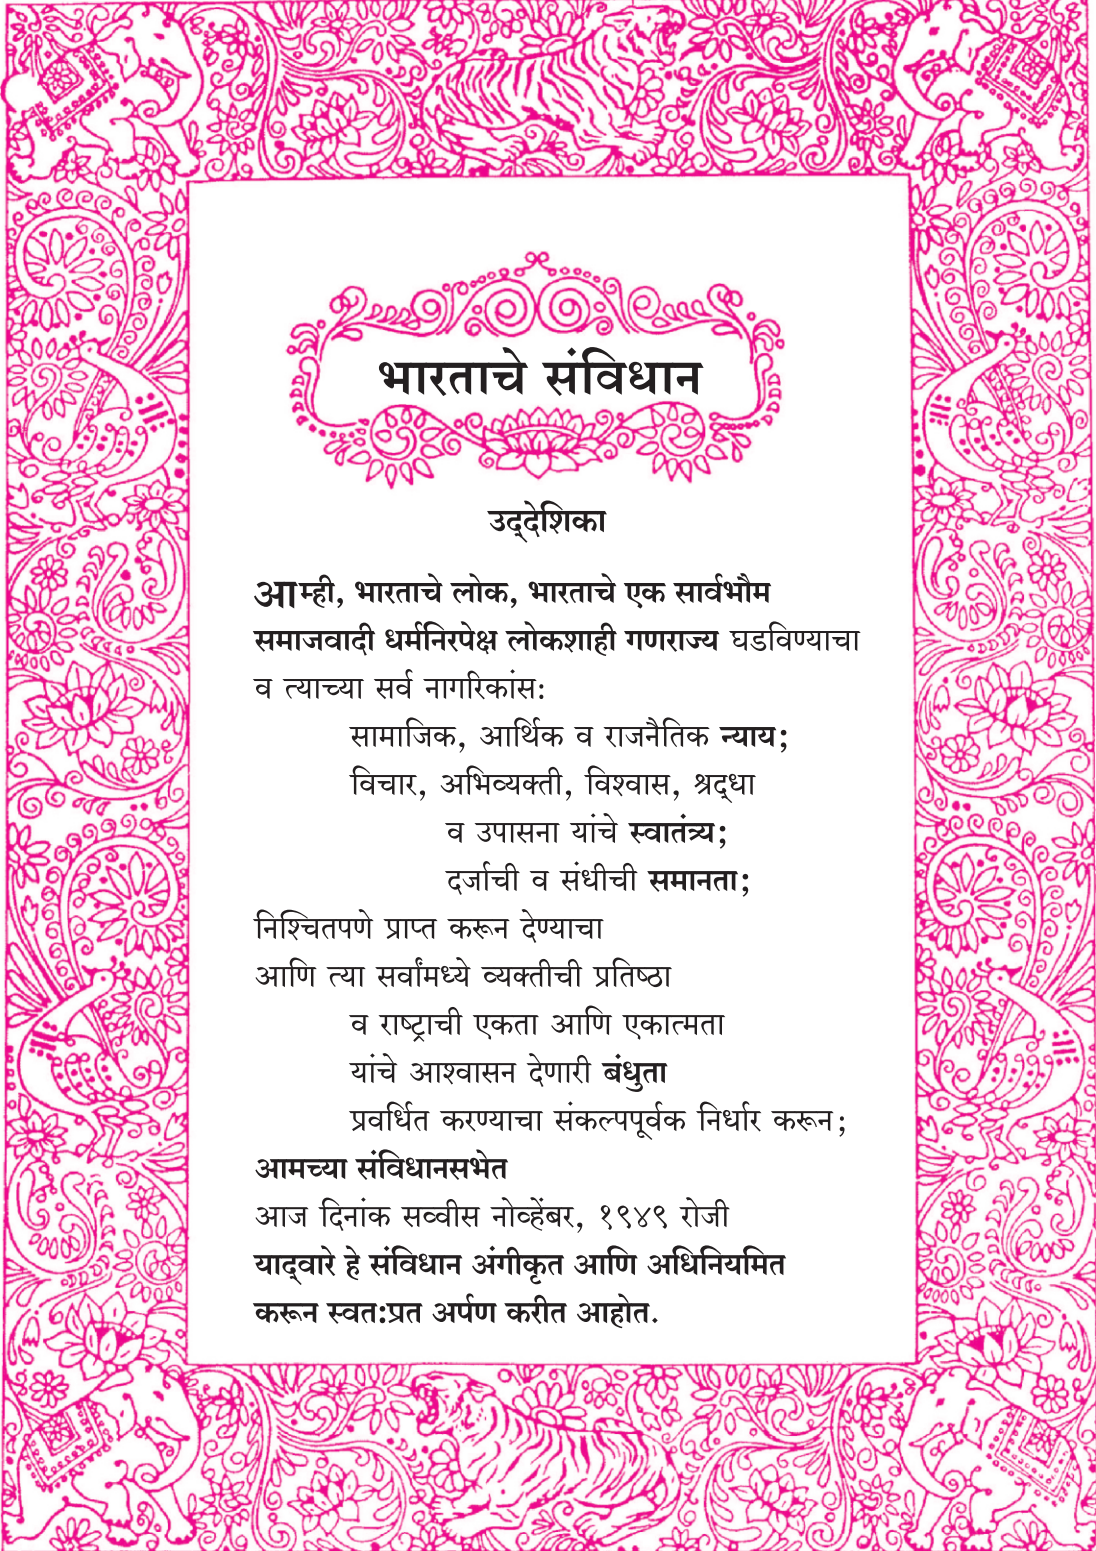 भारताचे संविधान
उद्‌देशिका
आम्ही, भारताचे लोक, भारताचे एक सार्वभौम
समाजवादी धर्मनिरपेक्ष लोकशाही गणराज्य घडविण्याचा
व त्याच्या सर्व नागरिकांस:
सामाजिक, आर्थिक व राजनैतिक न्याय;
विचार, अभिव्यक्ती, विश्वास, श्रद्‌धा
व उपासना यांचे स्वातंत्र्य;
दर्जाची व संधीची समानता;
निश्चितपणे प्राप्त करून देण्याचा
आणि त्या सर्वांमध्ये व्यक्तीची प्रतिष्ठा
व राष्ट्राची एकता आणि एकात्मता
यांचे आश्वासन देणारी बंधुता
प्रवर्धित करण्याचा संकल्पपूर्वक निर्धार करून;
आमच्या संविधानसभेत
आज दिनांक सव्वीस नोव्हेंबर, १९४९ रोजी
याद्‌वारे हे संविधान अंगीकृत आणि अधिनियमित
करून स्वत:प्रत अर्पण करीत आहोत.